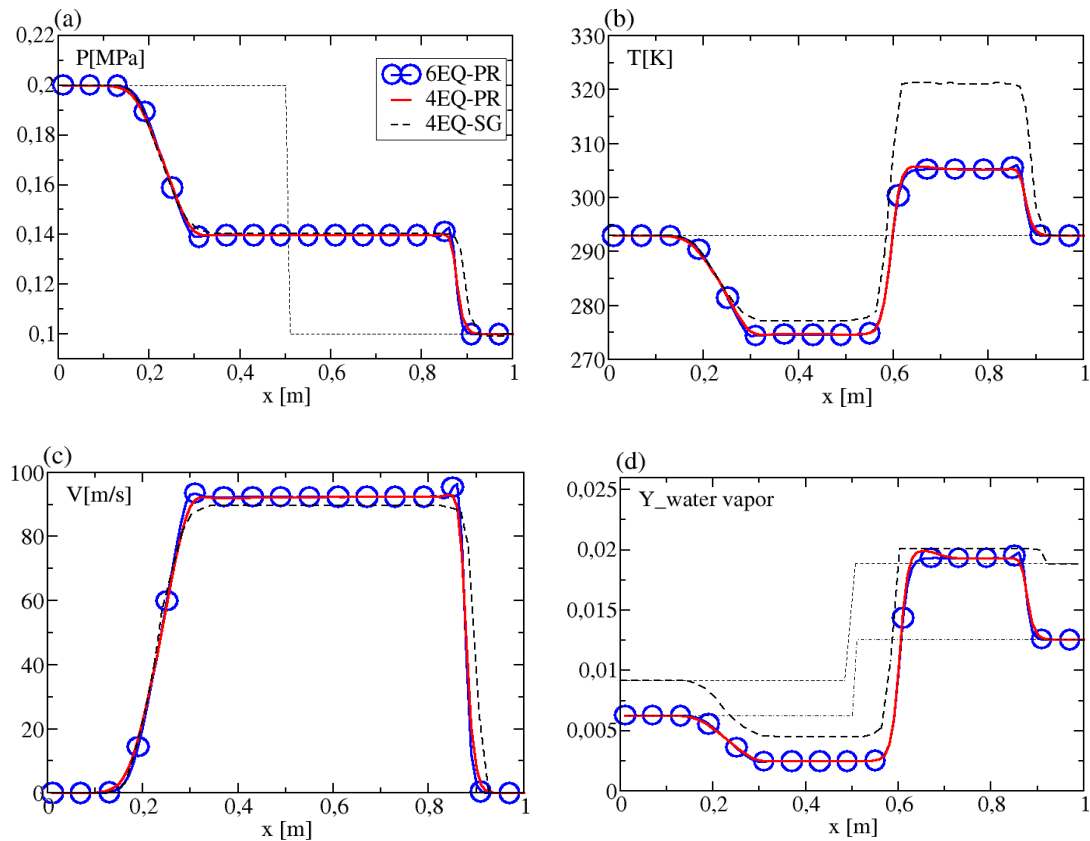 (a)
P[MPa]
0,22
0,2
0,18
0,16
0,14
0,12
0,1
6EQ-PR
4EQ-PR
4EQ-SG
0 0,2 0,4 0,6 0,8 1
x [m]
(b)
T[K]
330
320
310
300
290
280
270
0 0,2 0,4 0,6 0,8 1
x [m]
(c)
V[m/s]
100
80
60
40
20
0
0 0,2 0,4 0,6 0,8 1
x [m]
(d)
Y_water vapor
0,025
0,02
0,015
0,01
0,005
0
0 0,2 0,4 0,6 0,8 1
x [m]